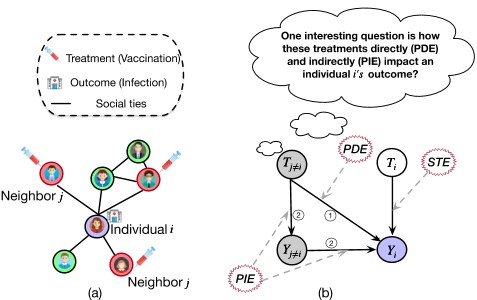 Treatment (Vaccination)
Outcome (Infection)
Social ties
Neighbor j
Individual i
Neighbor j
(a)
One interesting question is how
these treatments directly (PDE)
and indirectly (PIE) impact an
individual i's outcome?
PDE
T_{j≠i}
T_i
STE
②
①
Y_{j≠i}
②
Y_i
PIE
(b)